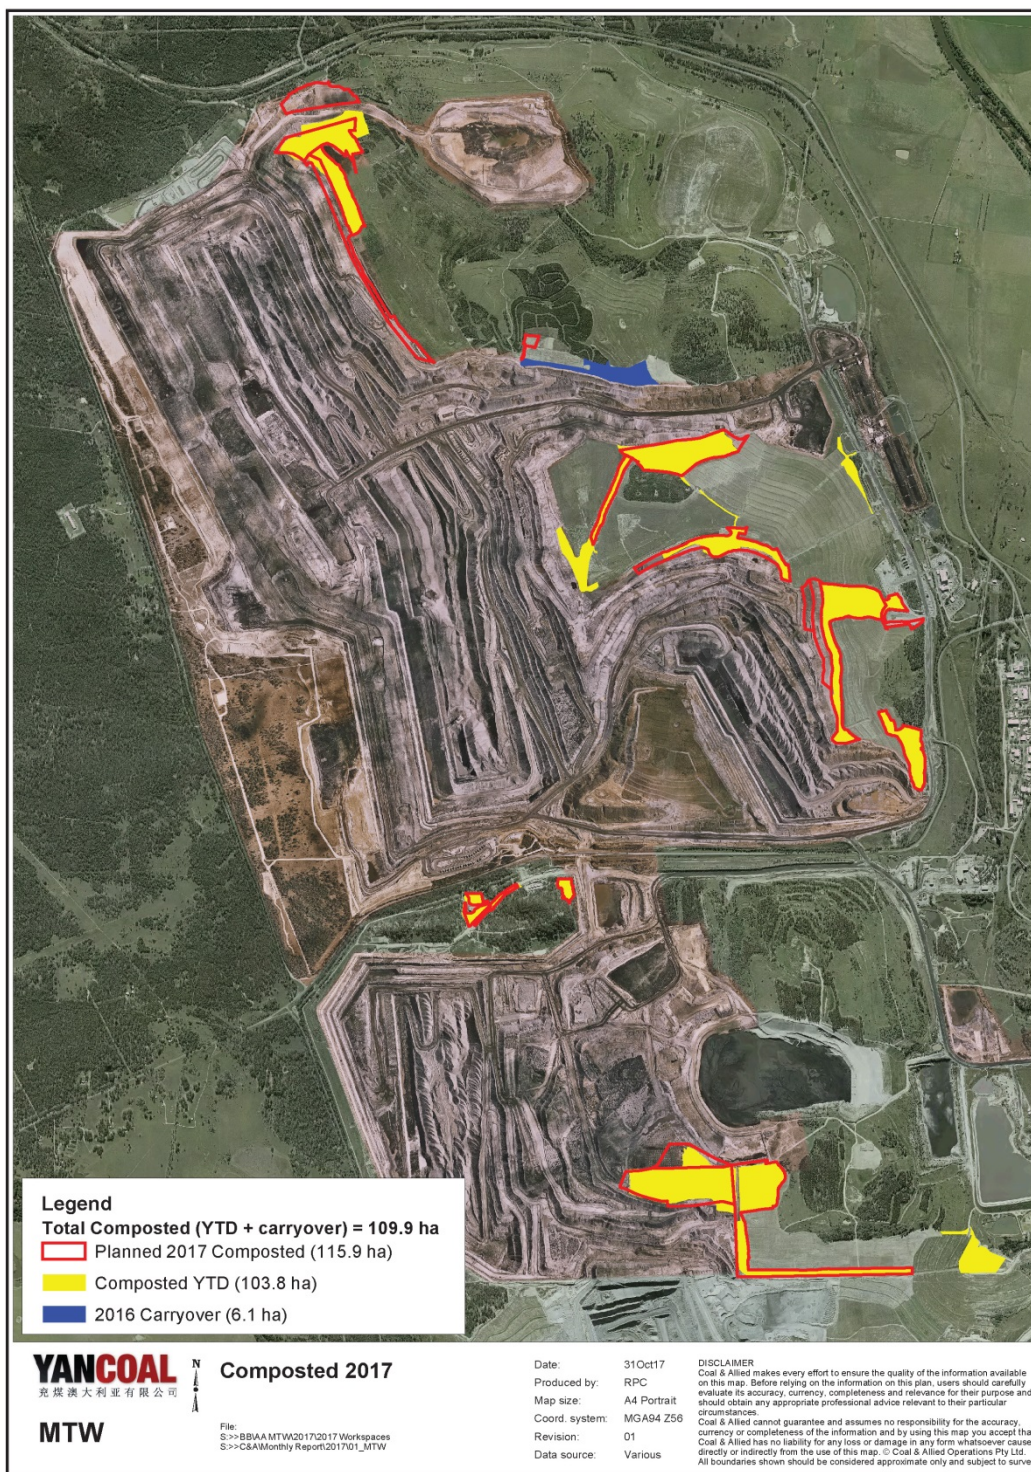 Legend
Total Composted (YTD + carryover) = 109.9 ha
Planned 2017 Composted (115.9 ha)
Composted YTD (103.8 ha)
2016 Carryover (6.1 ha)
YANCOAL
兖煤澳大利亚有限公司
MTW
N
Composted 2017
File:
S:>>BB\AA MTW\2017\2017 Workspaces
S:>>C&A\Monthly Report\2017\01_MTW
Date: 31Oct17
Produced by: RPC
Map size: A4 Portrait
Coord. system: MGA94 Z56
Revision: 01
Data source: Various
DISCLAIMER
Coal & Allied makes every effort to ensure the quality of the information available
on this map. Before relying on the information on this plan, users should carefully
evaluate its accuracy, currency, completeness and relevance for their purpose and
should obtain any appropriate professional advice relevant to their particular
circumstances.
Coal & Allied cannot guarantee and assumes no responsibility for the accuracy,
currency or completeness of the information and by using this map you accept tha
Coal & Allied has no liability for any loss or damage in any form whatsoever cause
directly or indirectly from the use of this map. © Coal & Allied Operations Pty Ltd.
All boundaries shown should be considered approximate only and subject to surve